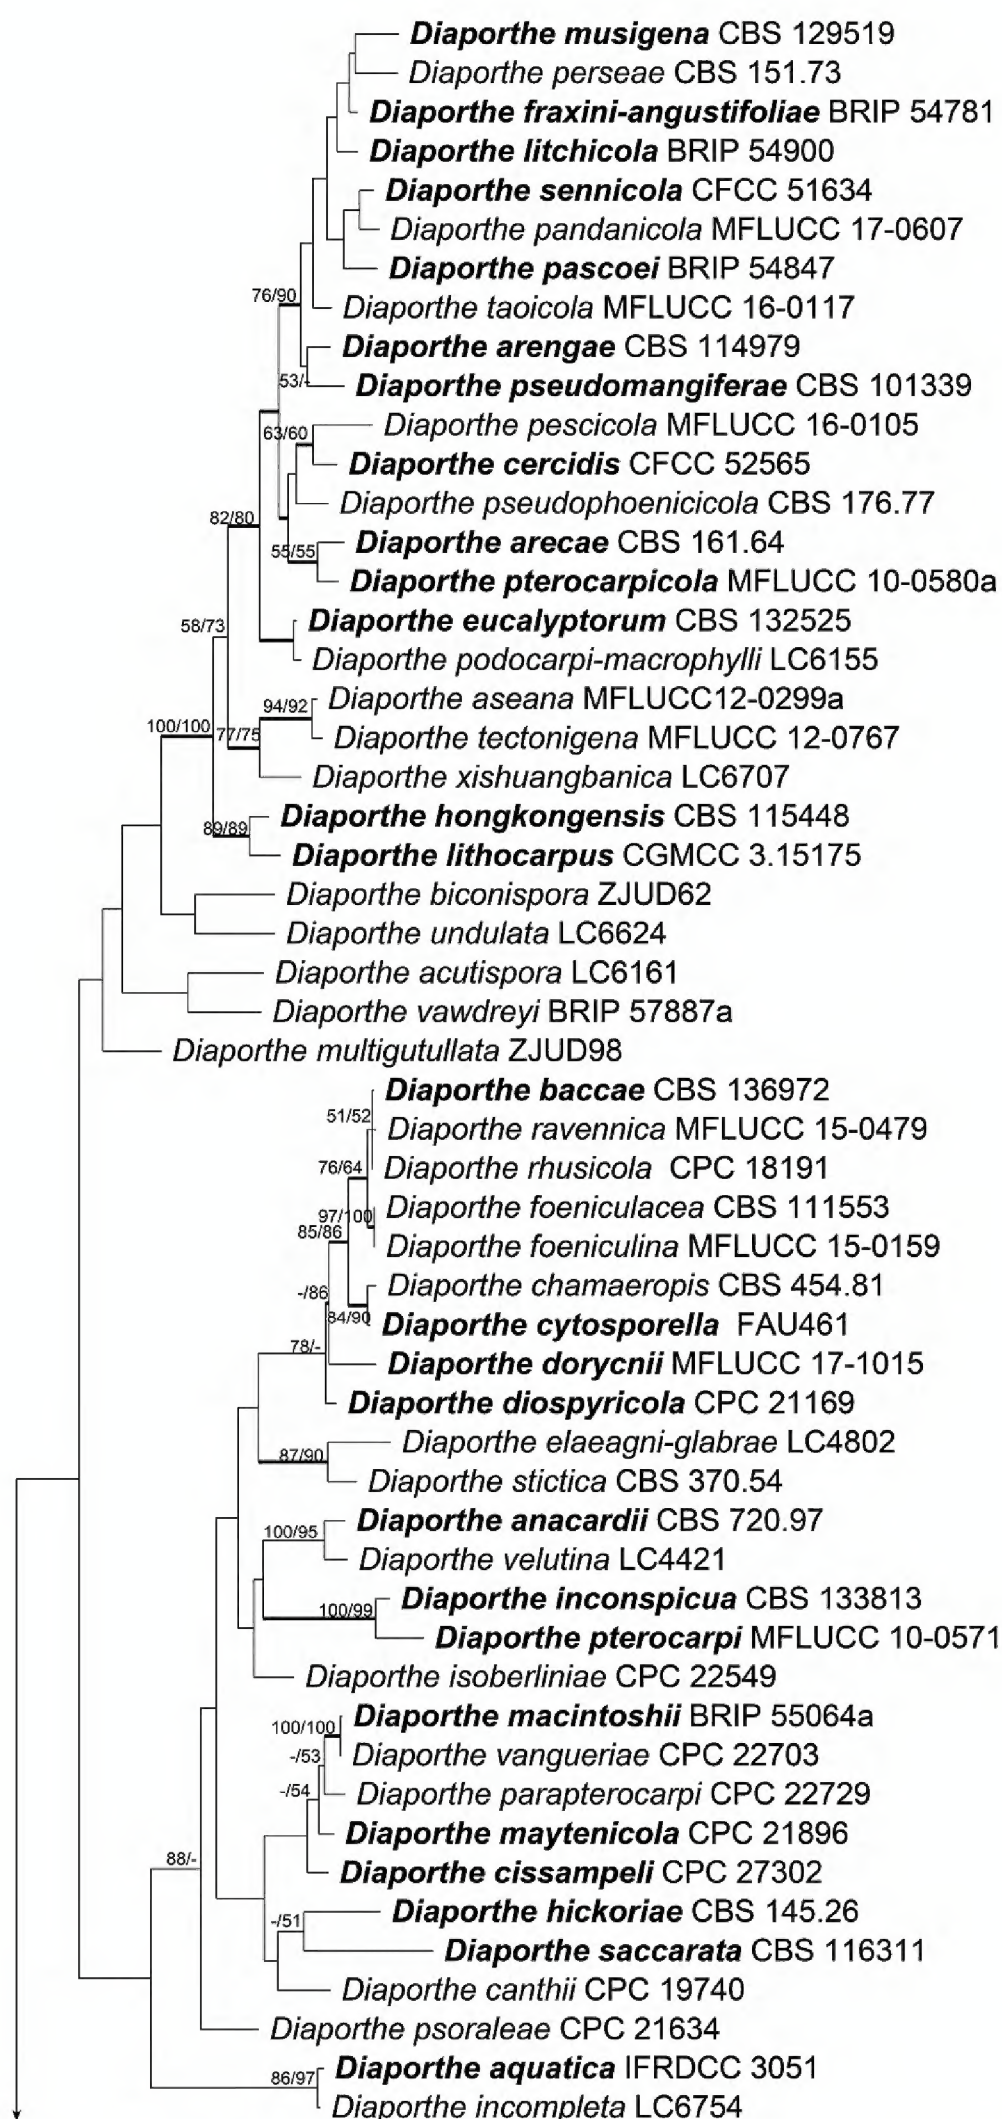 Diaporthe musigena CBS 129519
Diaporthe perseae CBS 151.73
Diaporthe fraxini-angustifoliae BRIP 54781
Diaporthe litchicola BRIP 54900
Diaporthe sennicola CFCC 51634
Diaporthe pandanicola MFLUCC 17-0607
Diaporthe pascoei BRIP 54847
76/90
Diaporthe taoicola MFLUCC 16-0117
Diaporthe arengae CBS 114979
53/-
Diaporthe pseudomangiferae CBS 101339
Diaporthe pescicola MFLUCC 16-0105
63/60
Diaporthe cercidis CFCC 52565
Diaporthe pseudophoenicicola CBS 176.77
82/80
Diaporthe arecae CBS 161.64
55/55
Diaporthe pterocarpicola MFLUCC 10-0580a
Diaporthe eucalyptorum CBS 132525
58/73
Diaporthe podocarpi-macrophylli LC6155
Diaporthe aseana MFLUCC12-0299a
94/92
100/100
77/75
Diaporthe tectonigena MFLUCC 12-0767
Diaporthe xishuangbanica LC6707
Diaporthe hongkongensis CBS 115448
89/89
Diaporthe lithocarpus CGMCC 3.15175
Diaporthe biconispora ZJUD62
Diaporthe undulata LC6624
Diaporthe acutispora LC6161
Diaporthe vawdreyi BRIP 57887a
Diaporthe multigutullata ZJUD98
Diaporthe baccae CBS 136972
51/52
Diaporthe ravennica MFLUCC 15-0479
76/64
Diaporthe rhusicola CPC 18191
Diaporthe foeniculacea CBS 111553
97/100
85/86
Diaporthe foeniculina MFLUCC 15-0159
Diaporthe chamaeropis CBS 454.81
-/86
84/90
Diaporthe cytosporella FAU461
78/-
Diaporthe dorycnii MFLUCC 17-1015
Diaporthe diospyricola CPC 21169
Diaporthe elaeagni-glabrae LC4802
87/90
Diaporthe stictica CBS 370.54
Diaporthe anacardii CBS 720.97
100/95
Diaporthe velutina LC4421
Diaporthe inconspicua CBS 133813
100/99
Diaporthe pterocarpi MFLUCC 10-0571
Diaporthe isoberliniae CPC 22549
Diaporthe macintoshii BRIP 55064a
100/100
Diaporthe vangueriae CPC 22703
-/53
Diaporthe parapterocarpi CPC 22729
-/54
Diaporthe maytenicola CPC 21896
88/-
Diaporthe cissampeli CPC 27302
Diaporthe hickoriae CBS 145.26
-/51
Diaporthe saccarata CBS 116311
Diaporthe canthii CPC 19740
Diaporthe psoraleae CPC 21634
Diaporthe aquatica IFRDCC 3051
86/97
Diaporthe incompleta LC6754